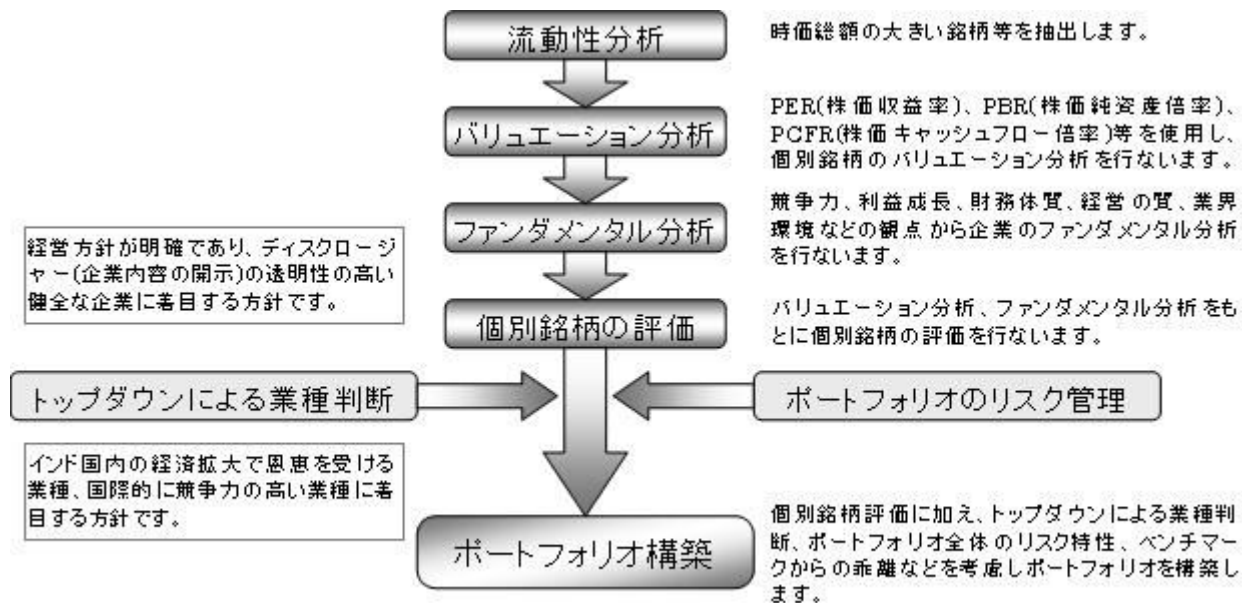 流動性分析
時価総額の大きい銘柄等を抽出します。
バリュエーション分析
PER(株価収益率)、PBR(株価純資産倍率)、
PCFR(株価キャッシュフロー倍率)等を使用し、
個別銘柄のバリュエーション分析を行ないます。
ファンダメンタル分析
競争力、利益成長、財務体質、経営の質、業界
環境などの観点から企業のファンダメンタル分析
を行ないます。
経営方針が明確であり、ディスクロージ
ャー(企業内容の開示)の透明性の高い
健全な企業に着目する方針です。
個別銘柄の評価
バリュエーション分析、ファンダメンタル分析をも
とに個別銘柄の評価を行ないます。
トップダウンによる業種判断
ポートフォリオのリスク管理
インド国内の経済拡大で恩恵を受ける
業種、国際的に競争力の高い業種に着
目する方針です。
ポートフォリオ構築
個別銘柄評価に加え、トップダウンによる業種判
断、ポートフォリオ全体のリスク特性、ベンチマー
クからの乖離などを考慮しポートフォリオを構築し
ます。